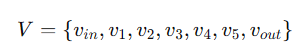 V = {v_in, v_1, v_2, v_3, v_4, v_5, v_out}